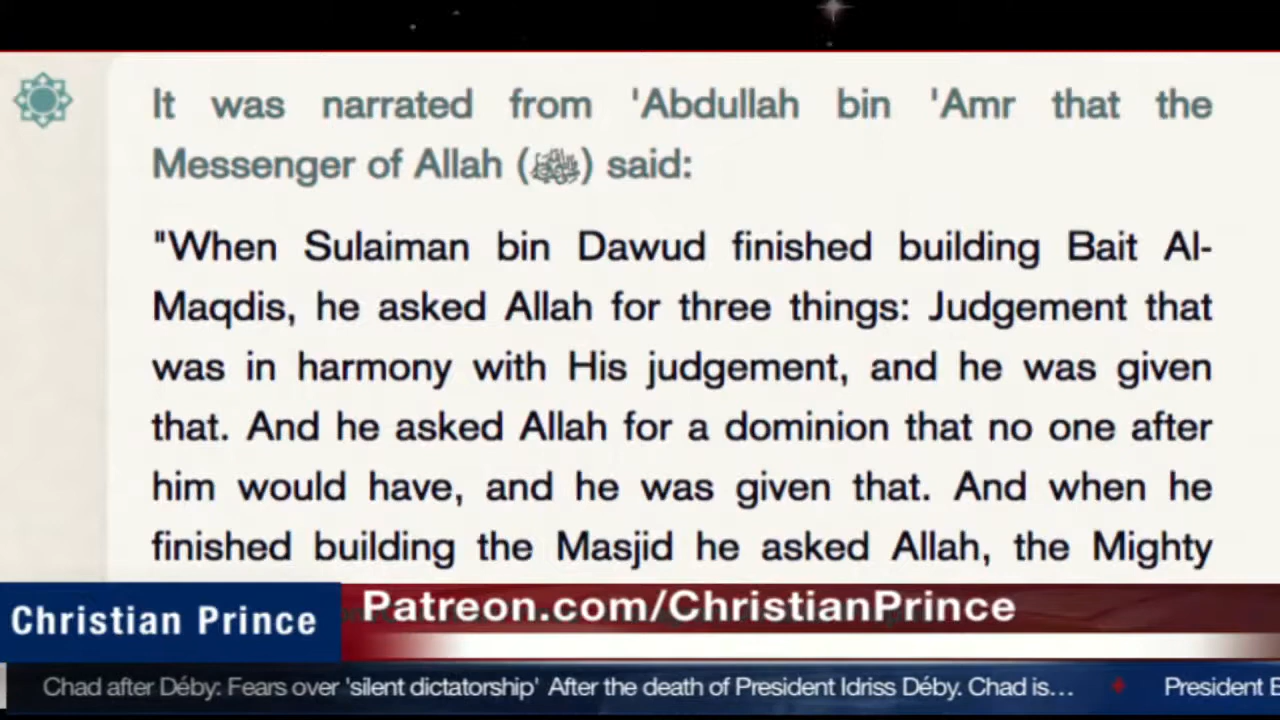 It was narrated from 'Abdullah bin 'Amr that the
Messenger of Allah (ﷺ) said:
"When Sulaiman bin Dawud finished building Bait Al-
Maqdis, he asked Allah for three things: Judgement that
was in harmony with His judgement, and he was given
that. And he asked Allah for a dominion that no one after
him would have, and he was given that. And when he
finished building the Masjid he asked Allah, the Mighty
Christian Prince
Patreon.com/ChristianPrince
Chad after Déby: Fears over 'silent dictatorship' After the death of President Idriss Déby. Chad is... President